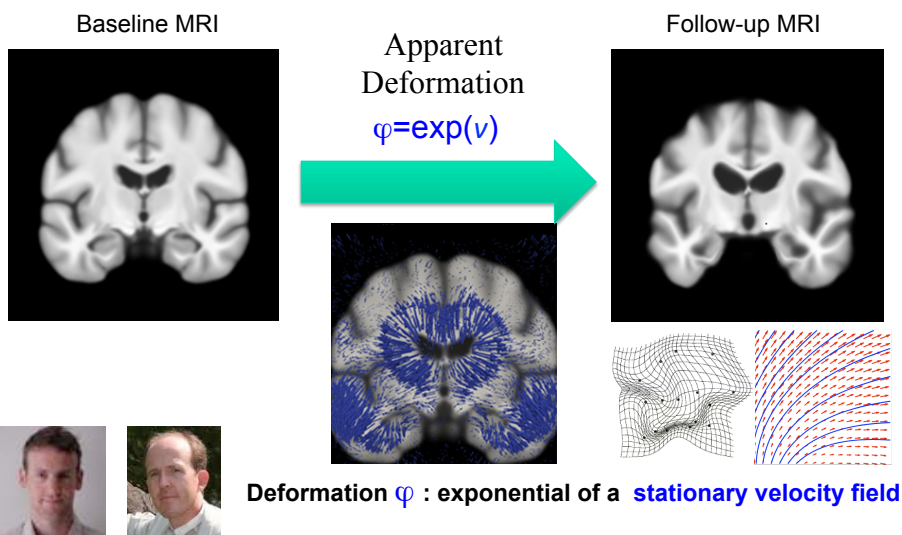 Baseline MRI
Apparent
Deformation
φ=exp(v)
Follow-up MRI
Deformation φ : exponential of a stationary velocity field